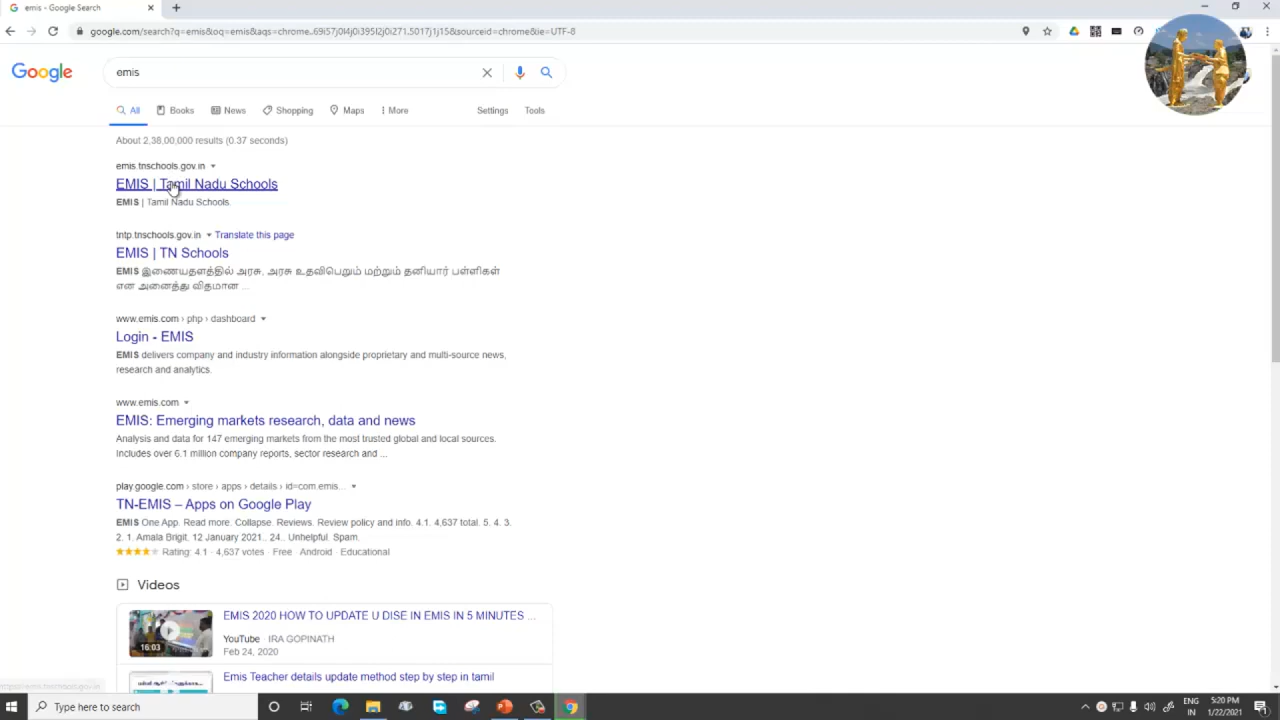 emis - Google Search
google.com/search?q=emis&oq=emis&aqs=chrome..69i57j0l4j0i395l2j0i271.5017j1j15&sourceid=chrome&ie=UTF-8
Google
emis
All Books News Shopping Maps More Settings Tools
About 2,38,00,000 results (0.37 seconds)
emis.tnschools.gov.in
EMIS | Tamil Nadu Schools
EMIS | Tamil Nadu Schools
tntp.tnschools.gov.in Translate this page
EMIS | TN Schools
EMIS இணையதளத்தில் அரசு, அரசு உதவிபெறும் மற்றும் தனியார் பள்ளிகள்
என அனைத்து விதமான ...
www.emis.com › php › dashboard
Login - EMIS
EMIS delivers company and industry information alongside proprietary and multi-source news,
research and analytics.
www.emis.com
EMIS: Emerging markets research, data and news
Analysis and data for 147 emerging markets from the most trusted global and local sources.
Includes over 6.1 million company reports, sector research and ...
play.google.com › store › apps › details › id=com.emis...
TN-EMIS – Apps on Google Play
EMIS One App. Read more. Collapse. Reviews. Review policy and info. 4.1. 4,637 total. 5. 4. 3.
2. 1. Amala Brigit. 12 January 2021.. 24.. Unhelpful. Spam.
Rating: 4.1 · 4,637 votes · Free · Android · Educational
Videos
EMIS 2020 HOW TO UPDATE U DISE IN EMIS IN 5 MINUTES ...
16:03
YouTube · IRA GOPINATH
Feb 24, 2020
Emis Teacher details update method step by step in tamil
Type here to search
ENG
IN
5:20 PM
1/22/2021